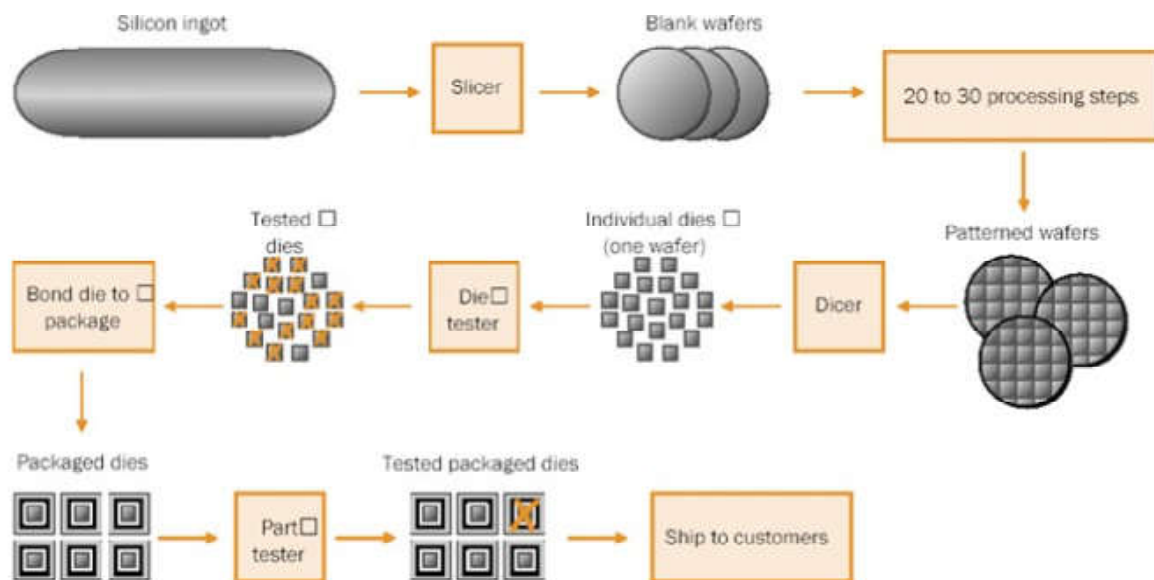 Silicon ingot
Blank wafers
Slicer
20 to 30 processing steps
Tested □
dies
Individual dies □
(one wafer)
Patterned wafers
Bond die to □
package
Die □
tester
Dicer
Packaged dies
Tested packaged dies
Part □
tester
Ship to customers